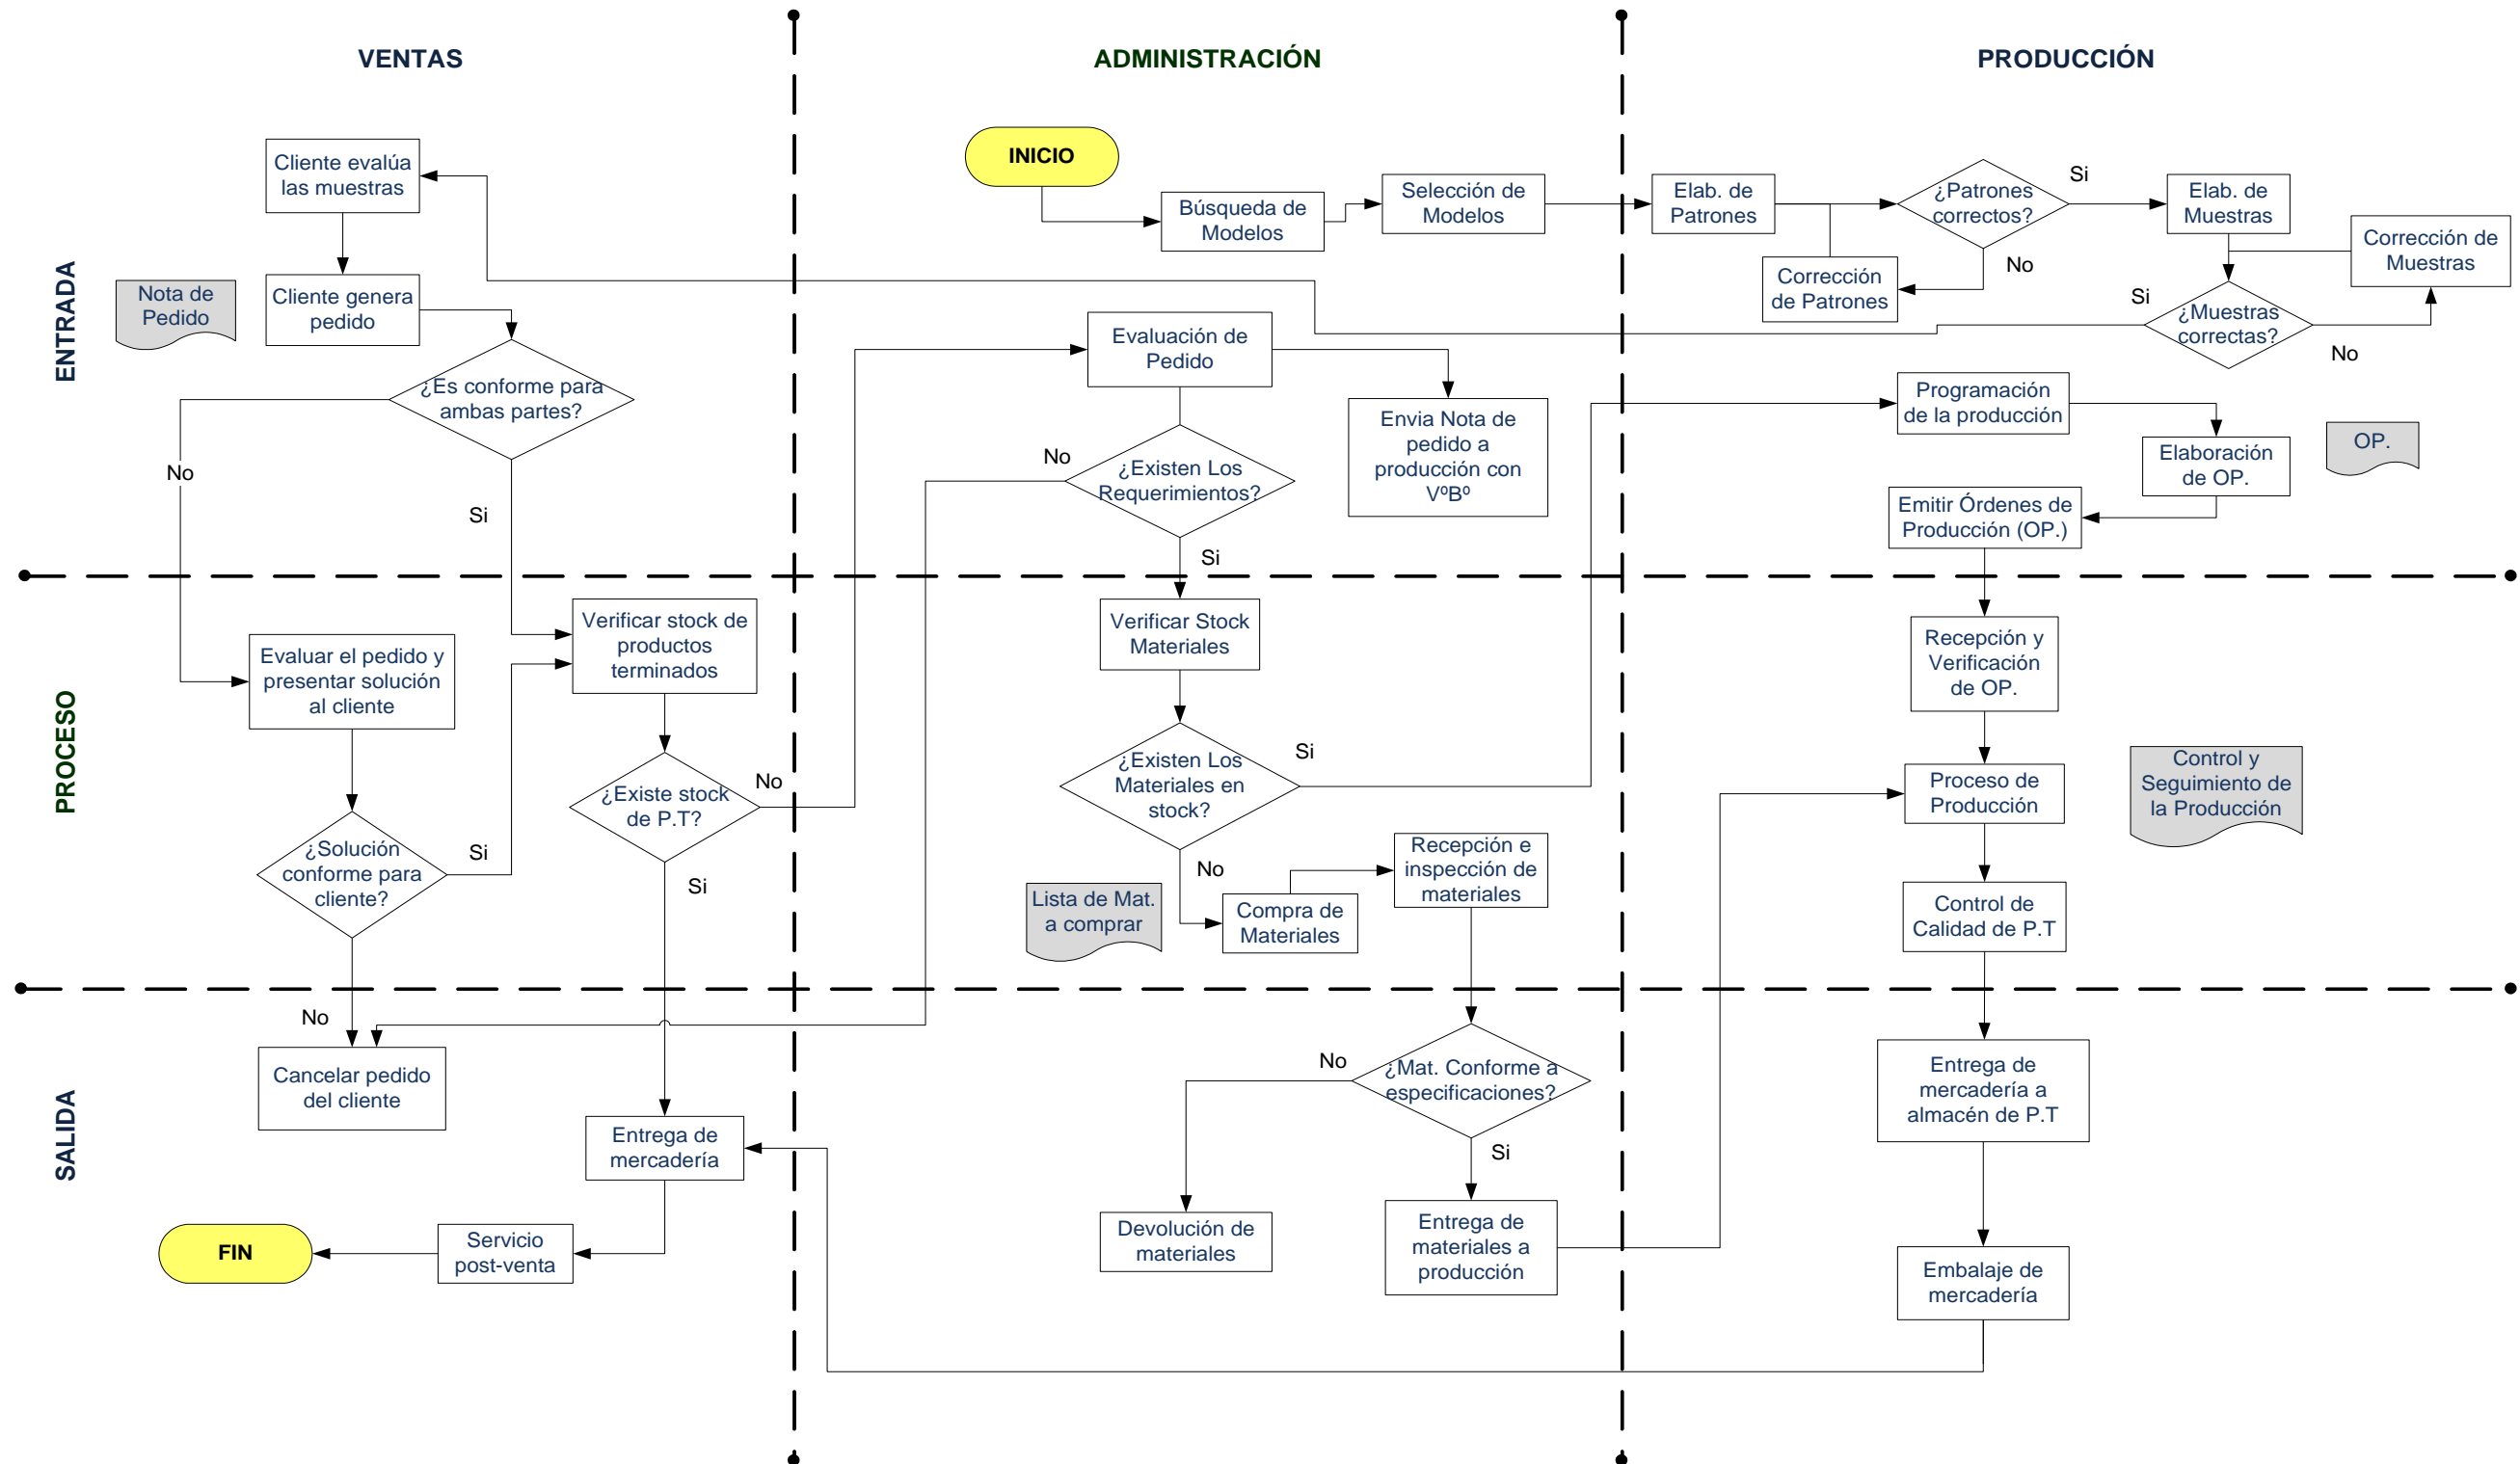 VENTAS
ADMINISTRACIÓN
PRODUCCIÓN
ENTRADA
Cliente evalúa
las muestras
Nota de
Pedido
Cliente genera
pedido
¿Es conforme para
ambas partes?
No
Si
INICIO
Búsqueda de
Modelos
Selección de
Modelos
Evaluación de
Pedido
Envia Nota de
pedido a
producción con
VºBº
No
¿Existen Los
Requerimientos?
Si
Elab. de
Patrones
¿Patrones
correctos?
Si
No
Corrección
de Patrones
Elab. de
Muestras
Corrección de
Muestras
Si
¿Muestras
correctas?
No
Programación
de la producción
Elaboración
de OP.
OP.
Emitir Órdenes de
Producción (OP.)
PROCESO
Evaluar el pedido y
presentar solución
al cliente
Verificar stock de
productos
terminados
¿Existe stock
de P.T?
No
Si
¿Solución
conforme para
cliente?
Si
Verificar Stock
Materiales
¿Existen Los
Materiales en
stock?
Si
No
Lista de Mat.
a comprar
Compra de
Materiales
Recepción e
inspección de
materiales
Recepción y
Verificación
de OP.
Proceso de
Producción
Control y
Seguimiento de
la Producción
Control de
Calidad de P.T
SALIDA
No
Cancelar pedido
del cliente
Entrega de
mercadería
Servicio
post-venta
FIN
No
¿Mat. Conforme a
especificaciones?
Si
Devolución de
materiales
Entrega de
materiales a
producción
Entrega de
mercadería a
almacén de P.T
Embalaje de
mercadería